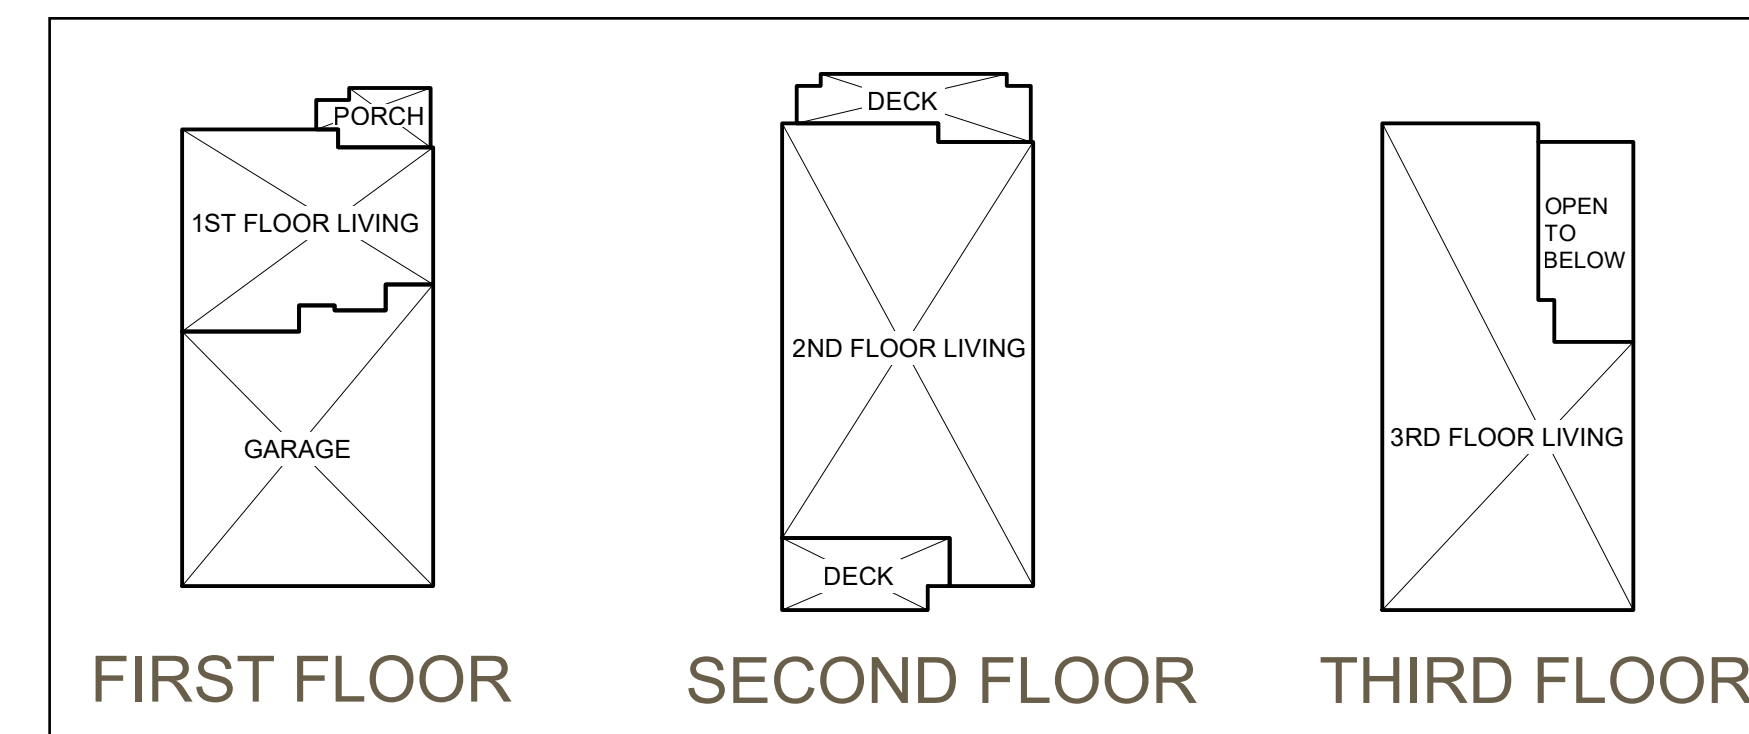 PORCH
1ST FLOOR LIVING
GARAGE
FIRST FLOOR
DECK
2ND FLOOR LIVING
DECK
SECOND FLOOR
OPEN
TO
BELOW
3RD FLOOR LIVING
THIRD FLOOR